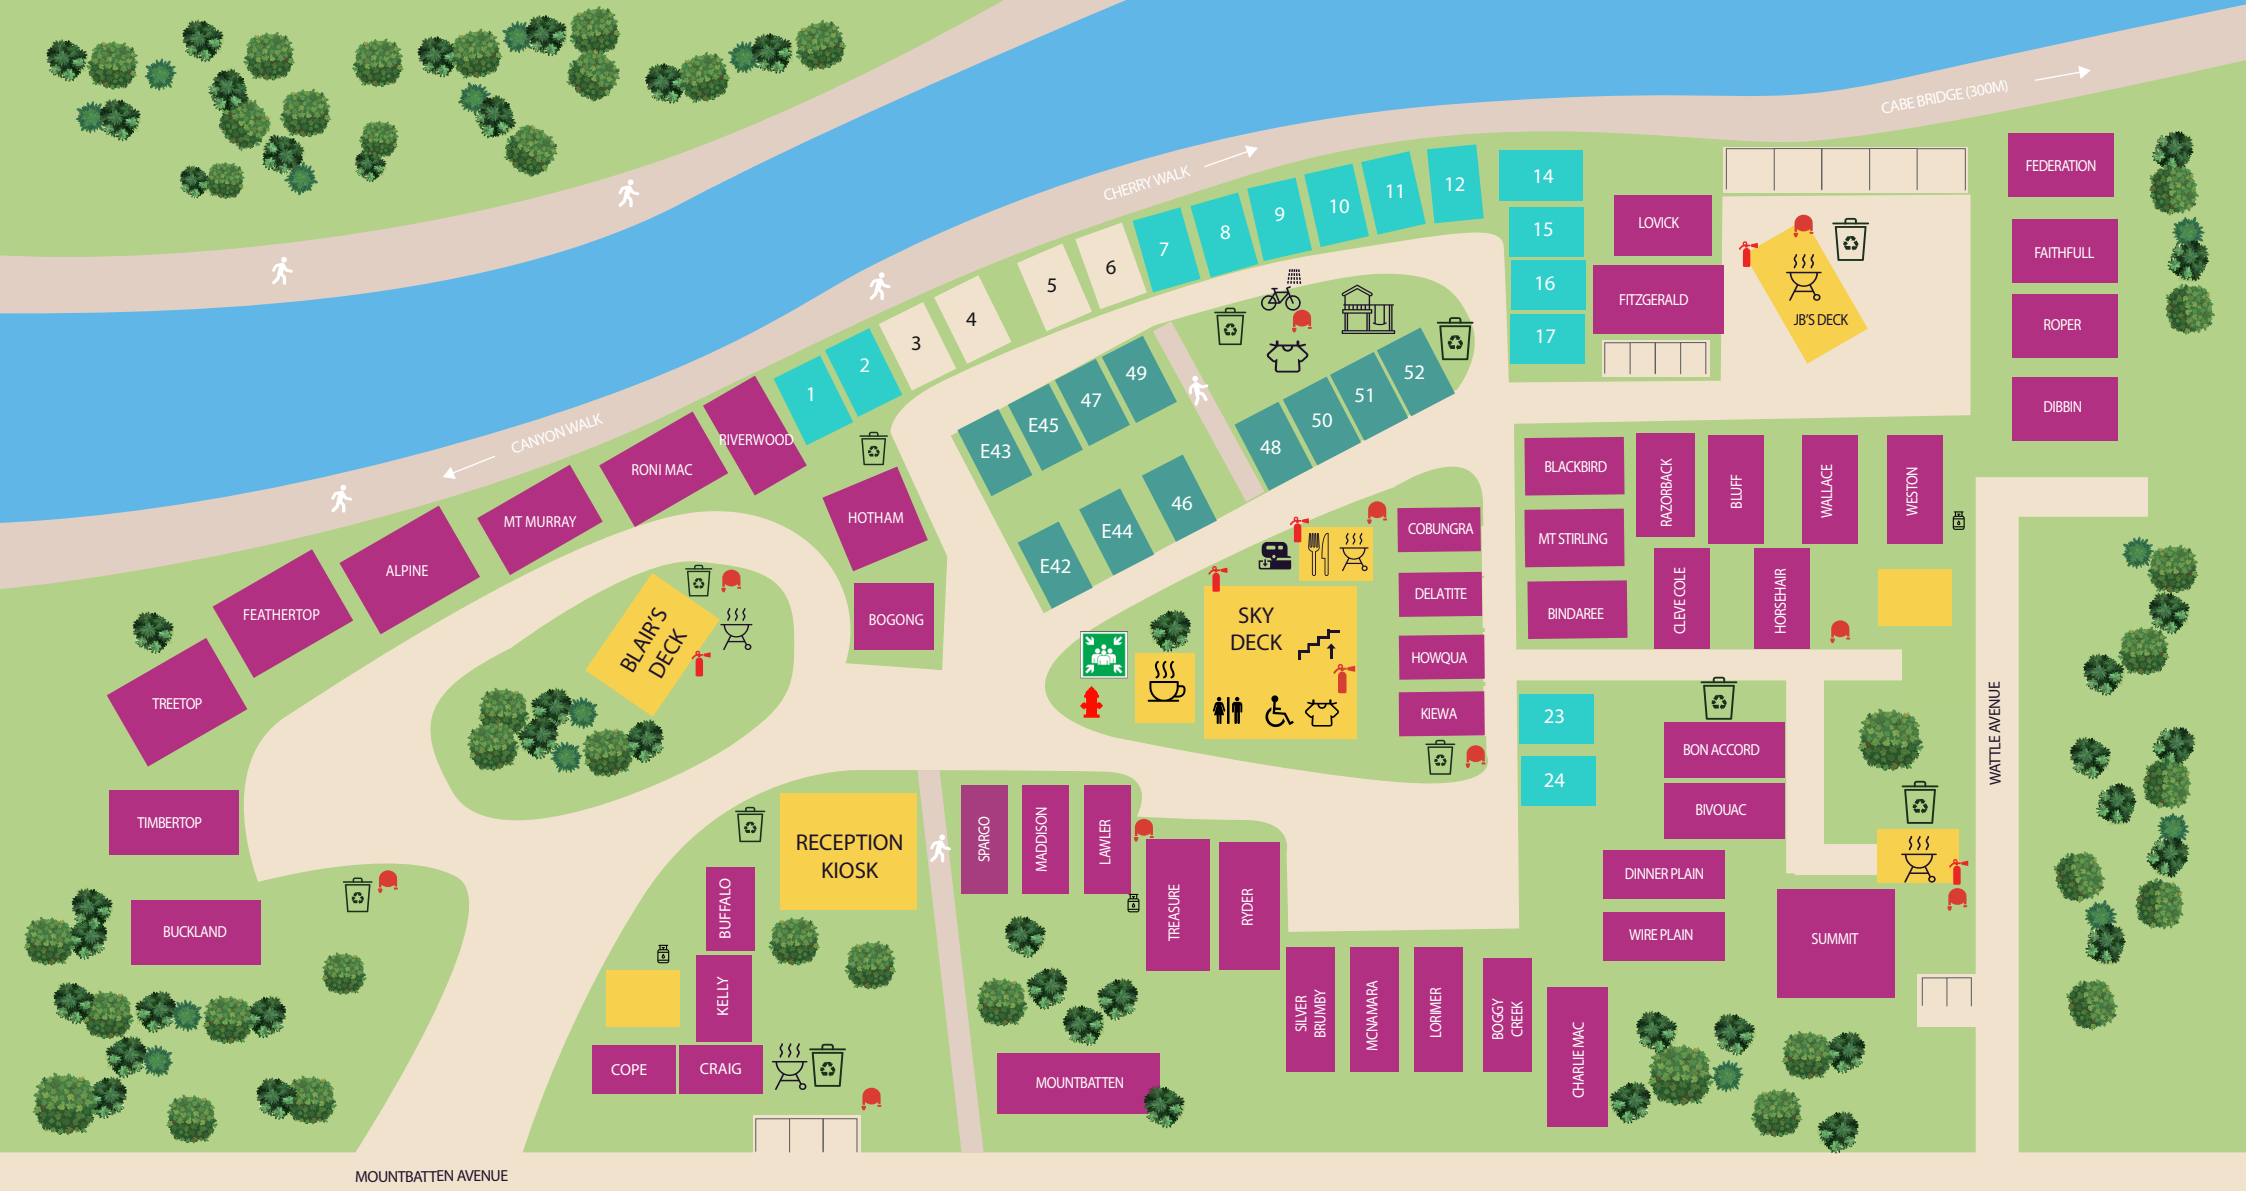 CABE BRIDGE (300M)
CHERRY WALK
CANYON WALK
FEDERATION
FAITHFULL
ROPER
DIBBIN
14
15
16
17
LOVICK
FITZGERALD
JB'S DECK
12
11
10
9
8
7
6
5
4
3
2
1
RIVERWOOD
RONI MAC
MT MURRAY
ALPINE
FEATHERTOP
TREETOP
TIMBERTOP
BUCKLAND
HOTHAM
BOGONG
BLAIR'S
DECK
E43
E45
47
49
48
50
51
52
E42
E44
46
SKY
DECK
COBUNGRA
DELATITE
HOWQUA
KIEWA
BLACKBIRD
MT STIRLING
BINDAREE
RAZORBACK
BLUFF
WALLACE
WESTON
CLEVE COLE
HORSEHAIR
23
24
BON ACCORD
BIVOUAC
DINNER PLAIN
WIRE PLAIN
SUMMIT
WATTLE AVENUE
RECEPTION
KIOSK
BUFFALO
KELLY
COPE
CRAIG
SPARGO
MADDISON
LAWLER
TREASURE
RYDER
SILVER
BRUMBY
MCNAMARA
LORIMER
BOGGY
CREEK
CHARLIE MAC
MOUNTBATTEN
MOUNTBATTEN AVENUE